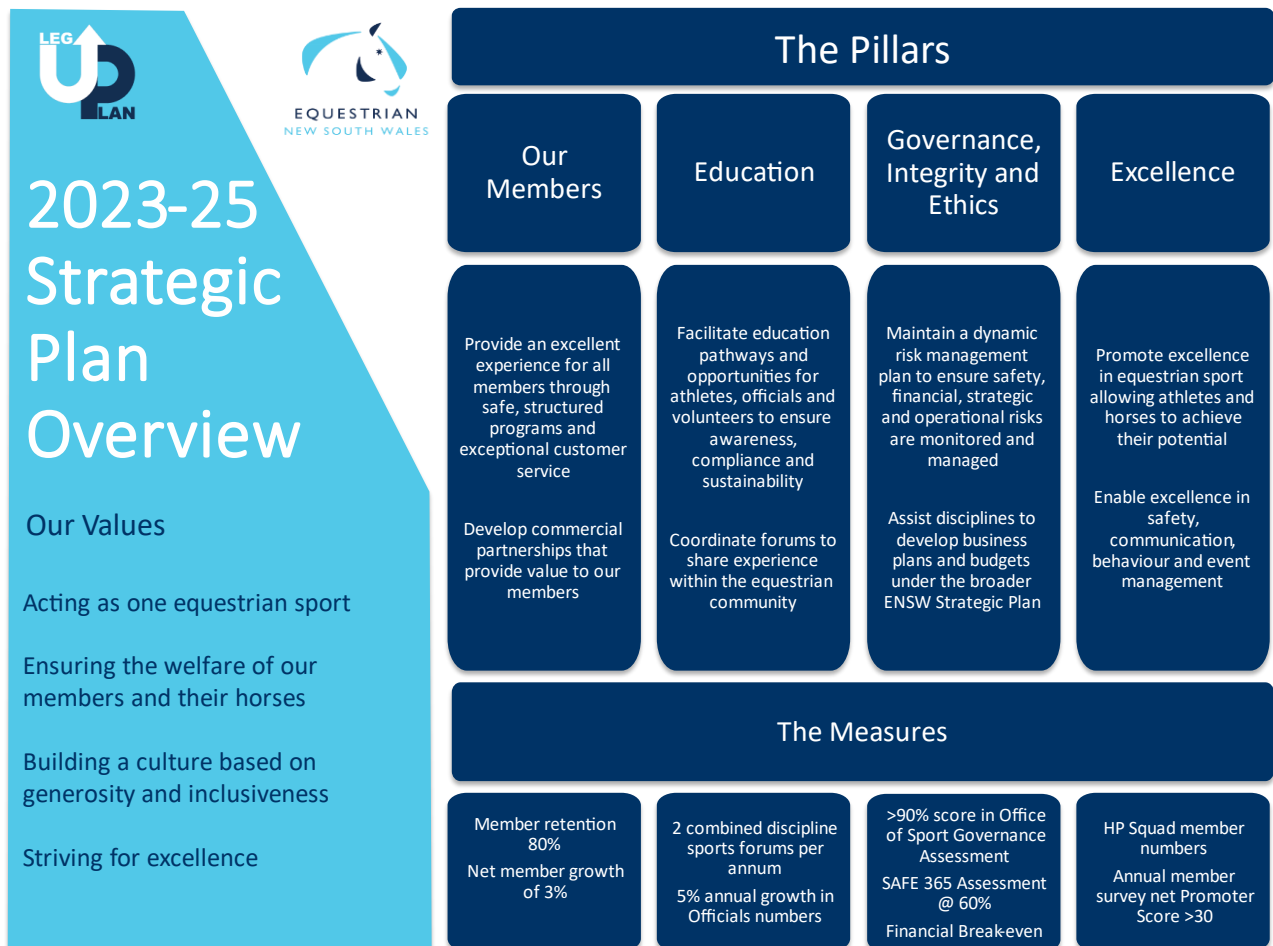 LEG
UP
LAN
EQUESTRIAN
NEW SOUTH WALES
2023-25
Strategic
Plan
Overview
Our Values
Acting as one equestrian sport
Ensuring the welfare of our
members and their horses
Building a culture based on
generosity and inclusiveness
Striving for excellence
The Pillars
Our
Members
Education
Governance,
Integrity and
Ethics
Excellence
Provide an excellent
experience for all
members through
safe, structured
programs and
exceptional customer
service
Develop commercial
partnerships that
provide value to our
members
Facilitate education
pathways and
opportunities for
athletes, officials and
volunteers to ensure
awareness,
compliance and
sustainability
Coordinate forums to
share experience
within the equestrian
community
Maintain a dynamic
risk management
plan to ensure safety,
financial, strategic
and operational risks
are monitored and
managed
Assist disciplines to
develop business
plans and budgets
under the broader
ENSW Strategic Plan
Promote excellence
in equestrian sport
allowing athletes and
horses to achieve
their potential
Enable excellence in
safety,
communication,
behaviour and event
management
The Measures
Member retention
80%
Net member growth
of 3%
2 combined discipline
sports forums per
annum
5% annual growth in
Officials numbers
>90% score in Office
of Sport Governance
Assessment
SAFE 365 Assessment
@ 60%
Financial Break-even
HP Squad member
numbers
Annual member
survey net Promoter
Score >30